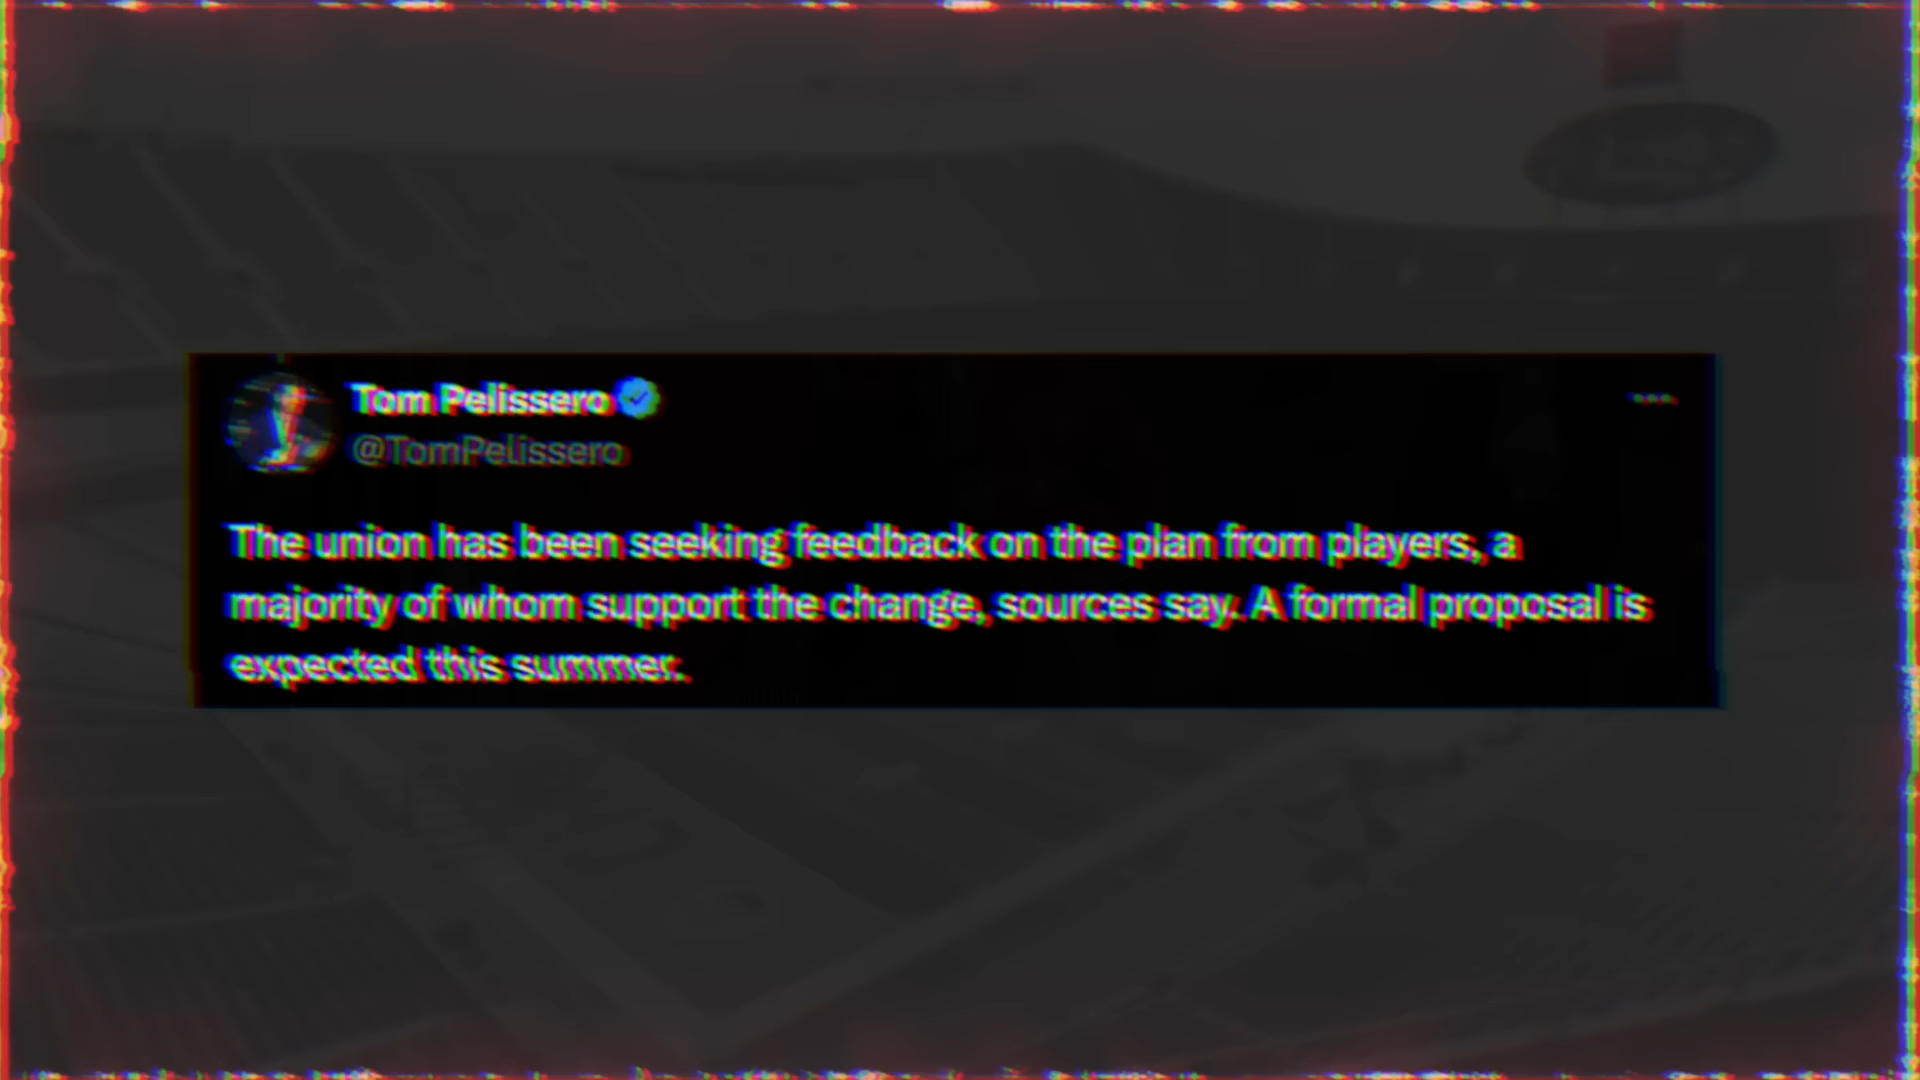 Tom Pelissero
@TomPelissero
The union has been seeking feedback on the plan from players, a
majority of whom support the change, sources say. A formal proposal is
expected this summer.